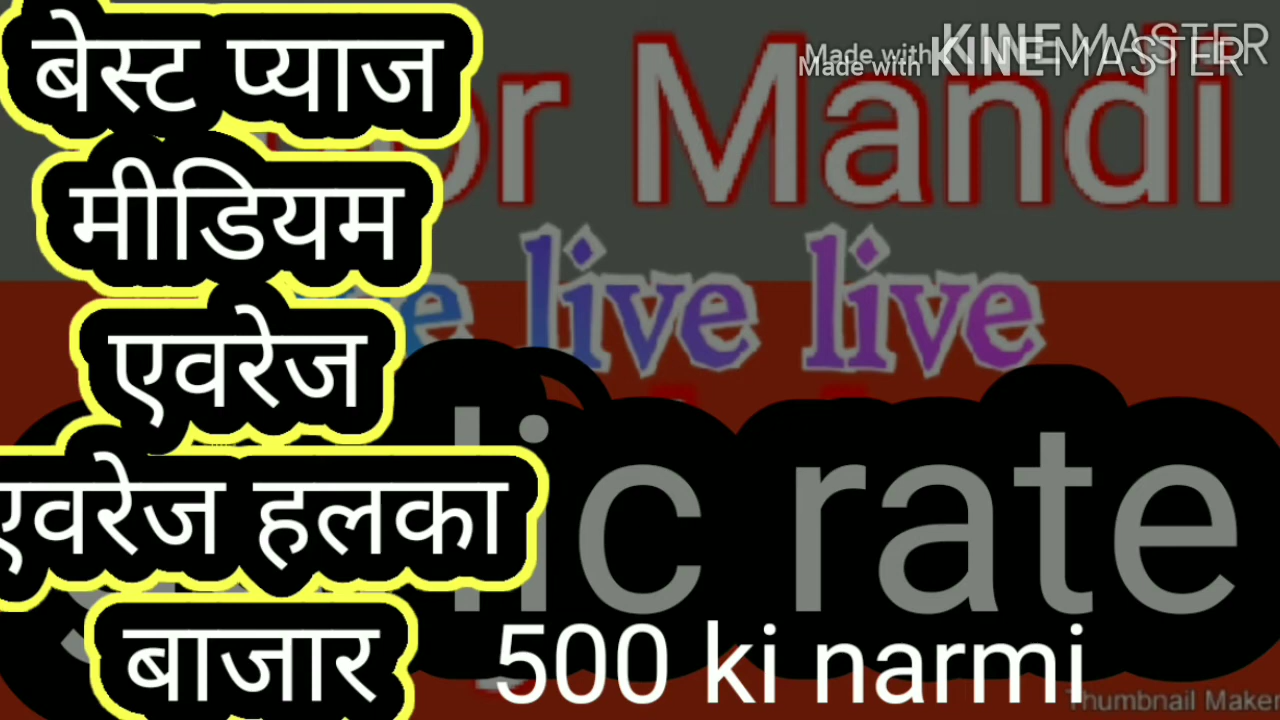 बेस्ट प्याज
Made with KINEMASTER
Made with KINEMASTER
Mandi
मीडियम
live live
एवरेज
एवरेज हलका
rate
बाजार
500 ki narmi
Thumbnail Maker